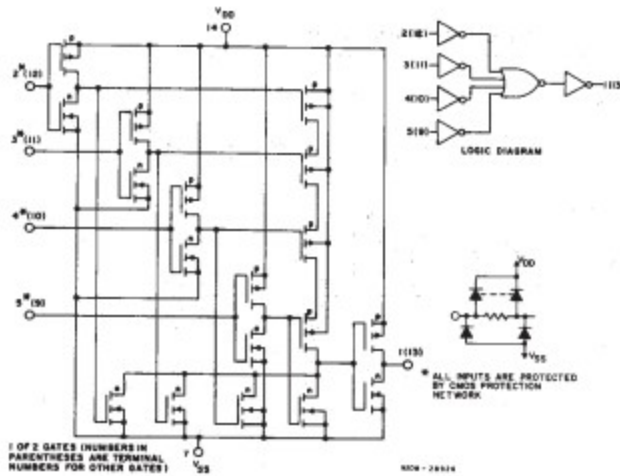 VDD
14
2*(12)
3*(11)
4*(10)
5*(9)
p
n
p
n
p
n
p
n
p
p
p
p
n
n
n
n
p
n
1(13)
7
VSS
1 OF 2 GATES (NUMBERS IN
PARENTHESES ARE TERMINAL
NUMBERS FOR OTHER GATES)
2(12)
3(11)
4(10)
5(9)
1(13
LOGIC DIAGRAM
VDD
VSS
* ALL INPUTS ARE PROTECTED
BY CMOS PROTECTION
NETWORK